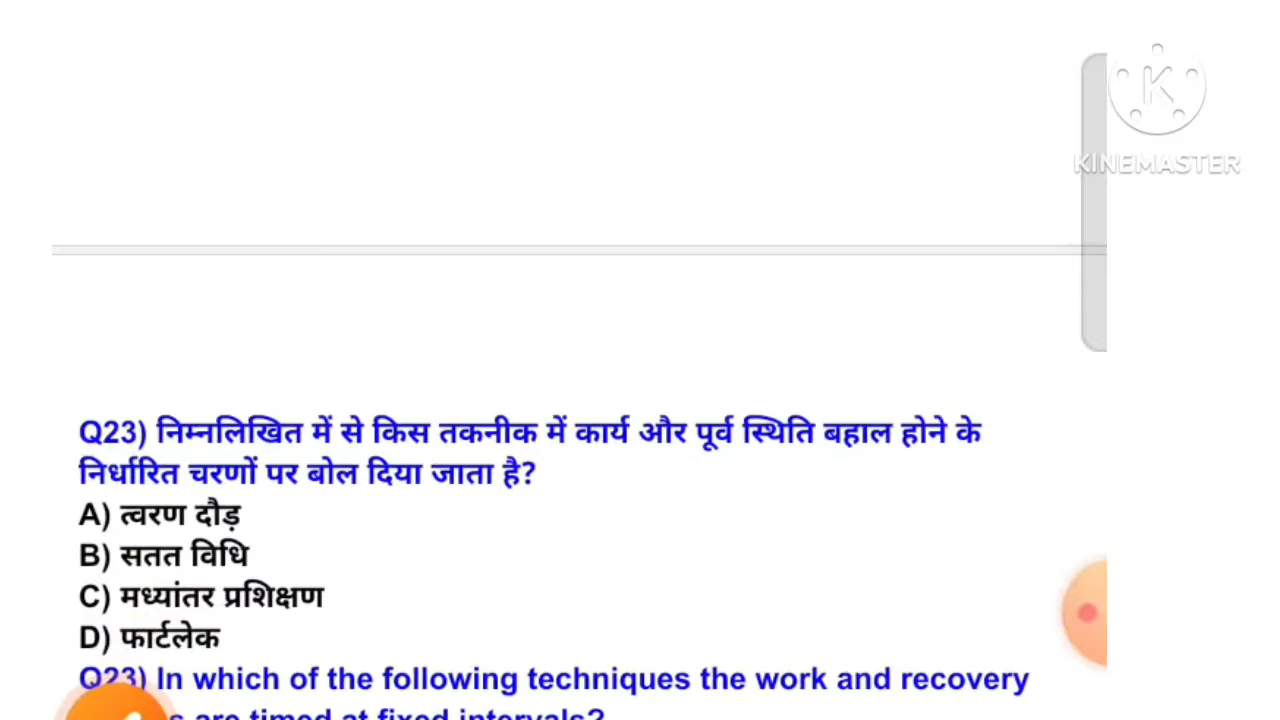 KINEMASTER
Q23) निम्नलिखित में से किस तकनीक में कार्य और पूर्व स्थिति बहाल होने के
निर्धारित चरणों पर बोल दिया जाता है?
A) त्वरण दौड़
B) सतत विधि
C) मध्यांतर प्रशिक्षण
D) फार्टलेक
Q23) In which of the following techniques the work and recovery
are timed at fixed intervals?